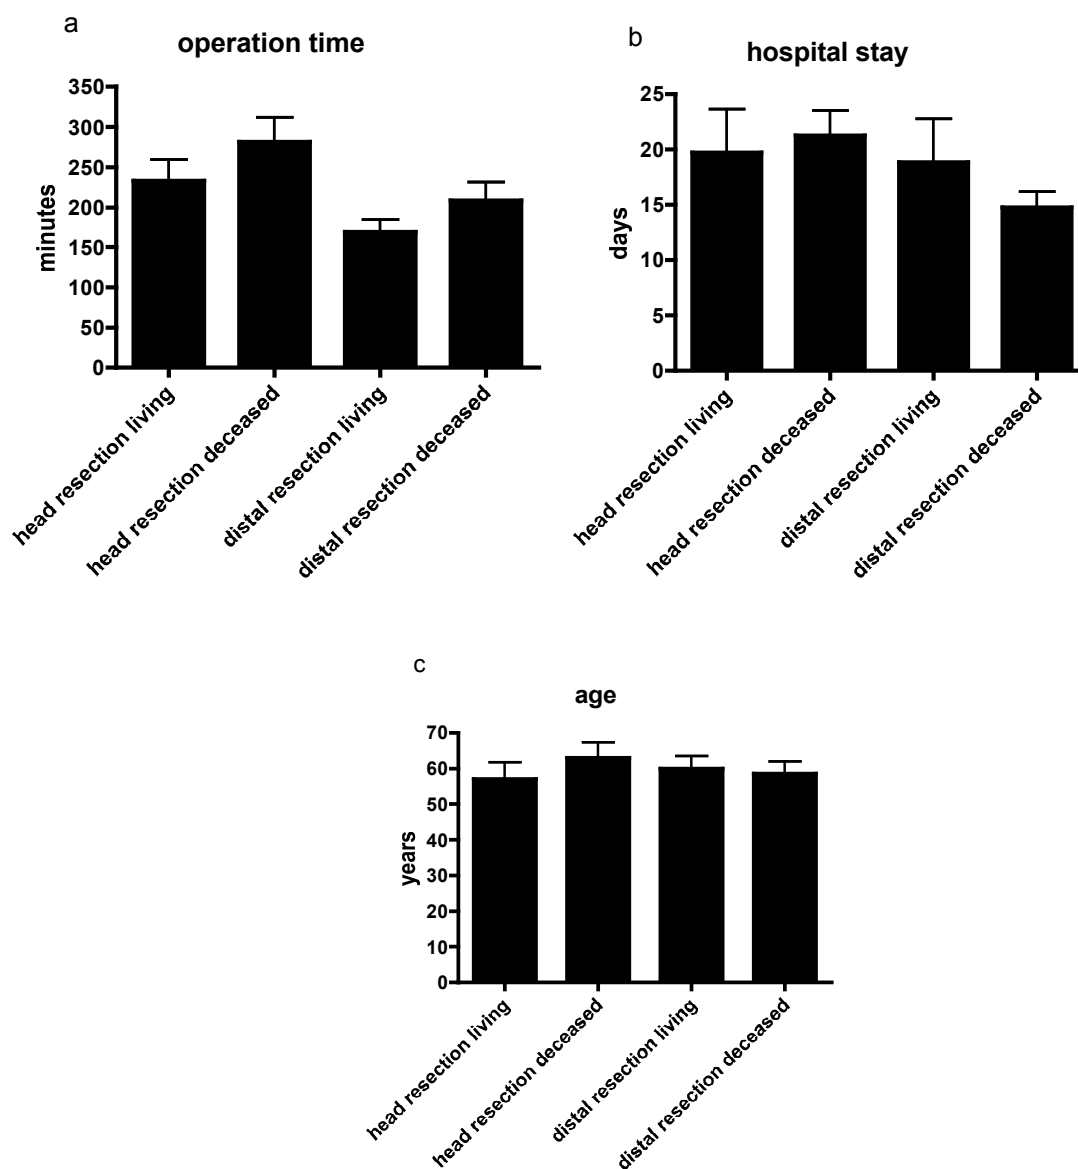 a
operation time
350
300
250
200
150
100
50
0
minutes
head resection living
head resection deceased
distal resection living
distal resection deceased
b
hospital stay
25
20
15
10
5
0
days
head resection living
head resection deceased
distal resection living
distal resection deceased
c
age
70
60
50
40
30
20
10
0
years
head resection living
head resection deceased
distal resection living
distal resection deceased